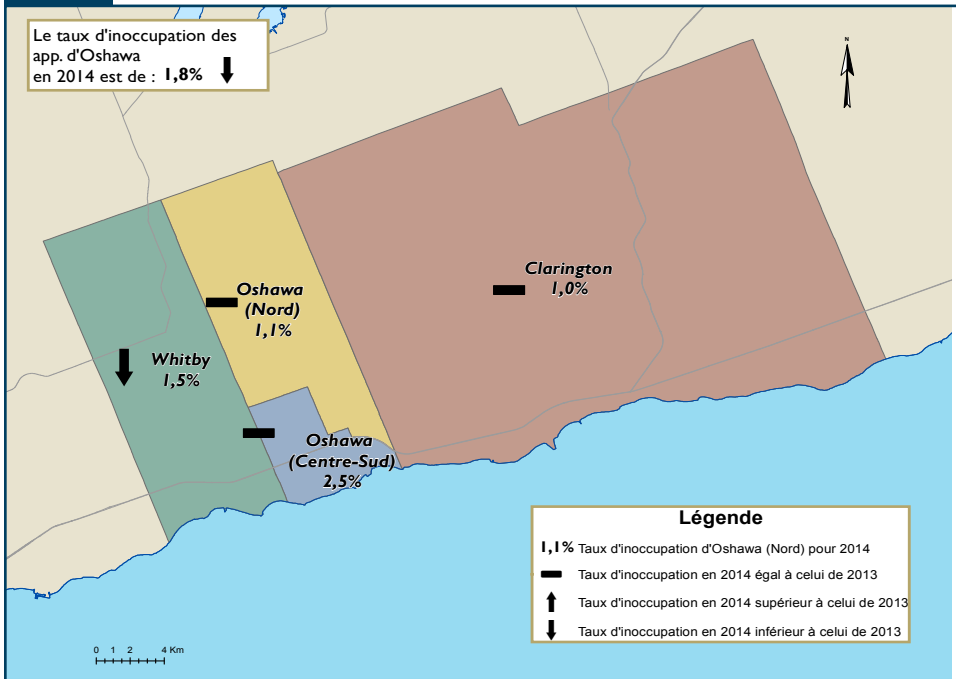 Le taux d'inoccupation des
app. d'Oshawa
en 2014 est de : 1,8%
N
Clarington
1,0%
Oshawa
(Nord)
1,1%
Whitby
1,5%
Oshawa
(Centre-Sud)
2,5%
Légende
1,1% Taux d'inoccupation d'Oshawa (Nord) pour 2014
Taux d'inoccupation en 2014 égal à celui de 2013
Taux d'inoccupation en 2014 supérieur à celui de 2013
Taux d'inoccupation en 2014 inférieur à celui de 2013
0 1 2 4 Km